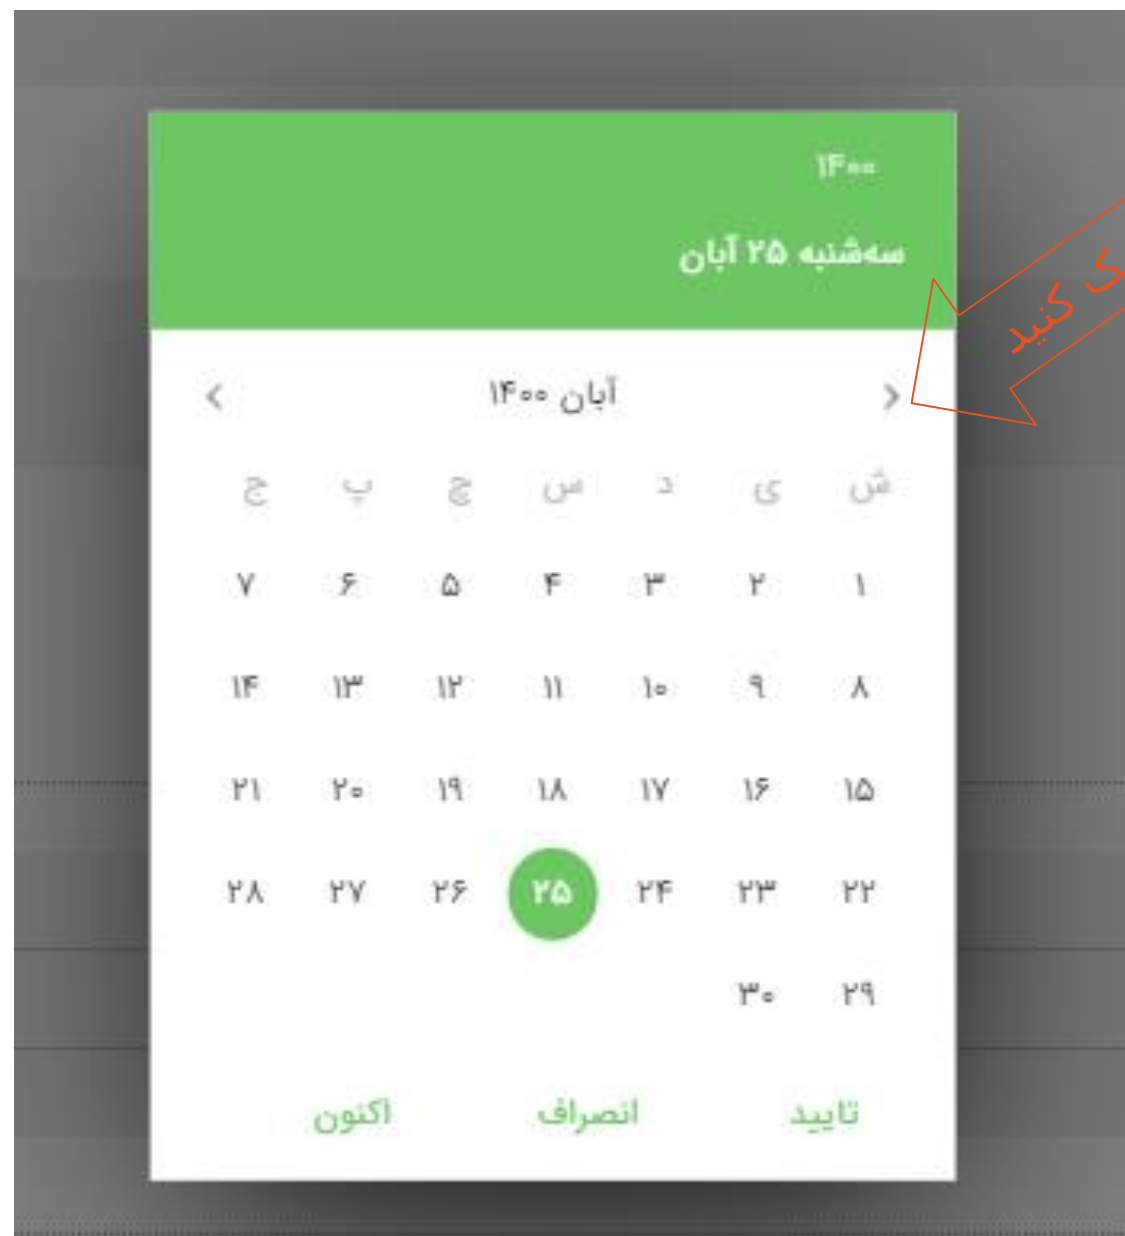 ۱۴۰۰
سه‌شنبه ۲۵ آبان
ک کنید
آبان ۱۴۰۰
ش ی د س چ پ ج
۱ ۲ ۳ ۴ ۵ ۶ ۷
۸ ۹ ۱۰ ۱۱ ۱۲ ۱۳ ۱۴
۱۵ ۱۶ ۱۷ ۱۸ ۱۹ ۲۰ ۲۱
۲۲ ۲۳ ۲۴ ۲۵ ۲۶ ۲۷ ۲۸
۲۹ ۳۰
تایید انصراف اکنون